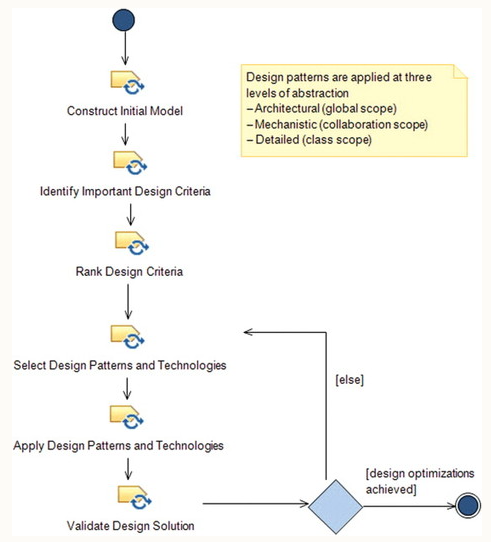 Design patterns are applied at three
levels of abstraction
– Architectural (global scope)
– Mechanistic (collaboration scope)
– Detailed (class scope)
Construct Initial Model
Identify Important Design Criteria
Rank Design Criteria
Select Design Patterns and Technologies
[else]
Apply Design Patterns and Technologies
[design optimizations
achieved]
Validate Design Solution